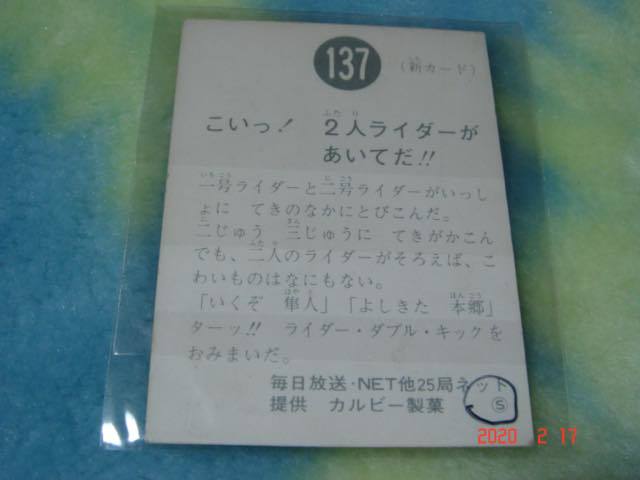 137
(新カード)
こいっ! 2人ライダーが
あいてだ!!
一号ライダーと二号ライダーがいっし
ょに てきのなかにとびこんだ。
二じゅう 三じゅうに てきがかこん
でも、二人のライダーがそろえば、こ
わいものはなにもない。
「いくぞ 隼人」「よしきた 本郷」
ターッ!! ライダー・ダブル・キックを
おみまいだ。
毎日放送・NET他25局ネット
提供 カルビー製菓 Ⓢ
2020 2 17